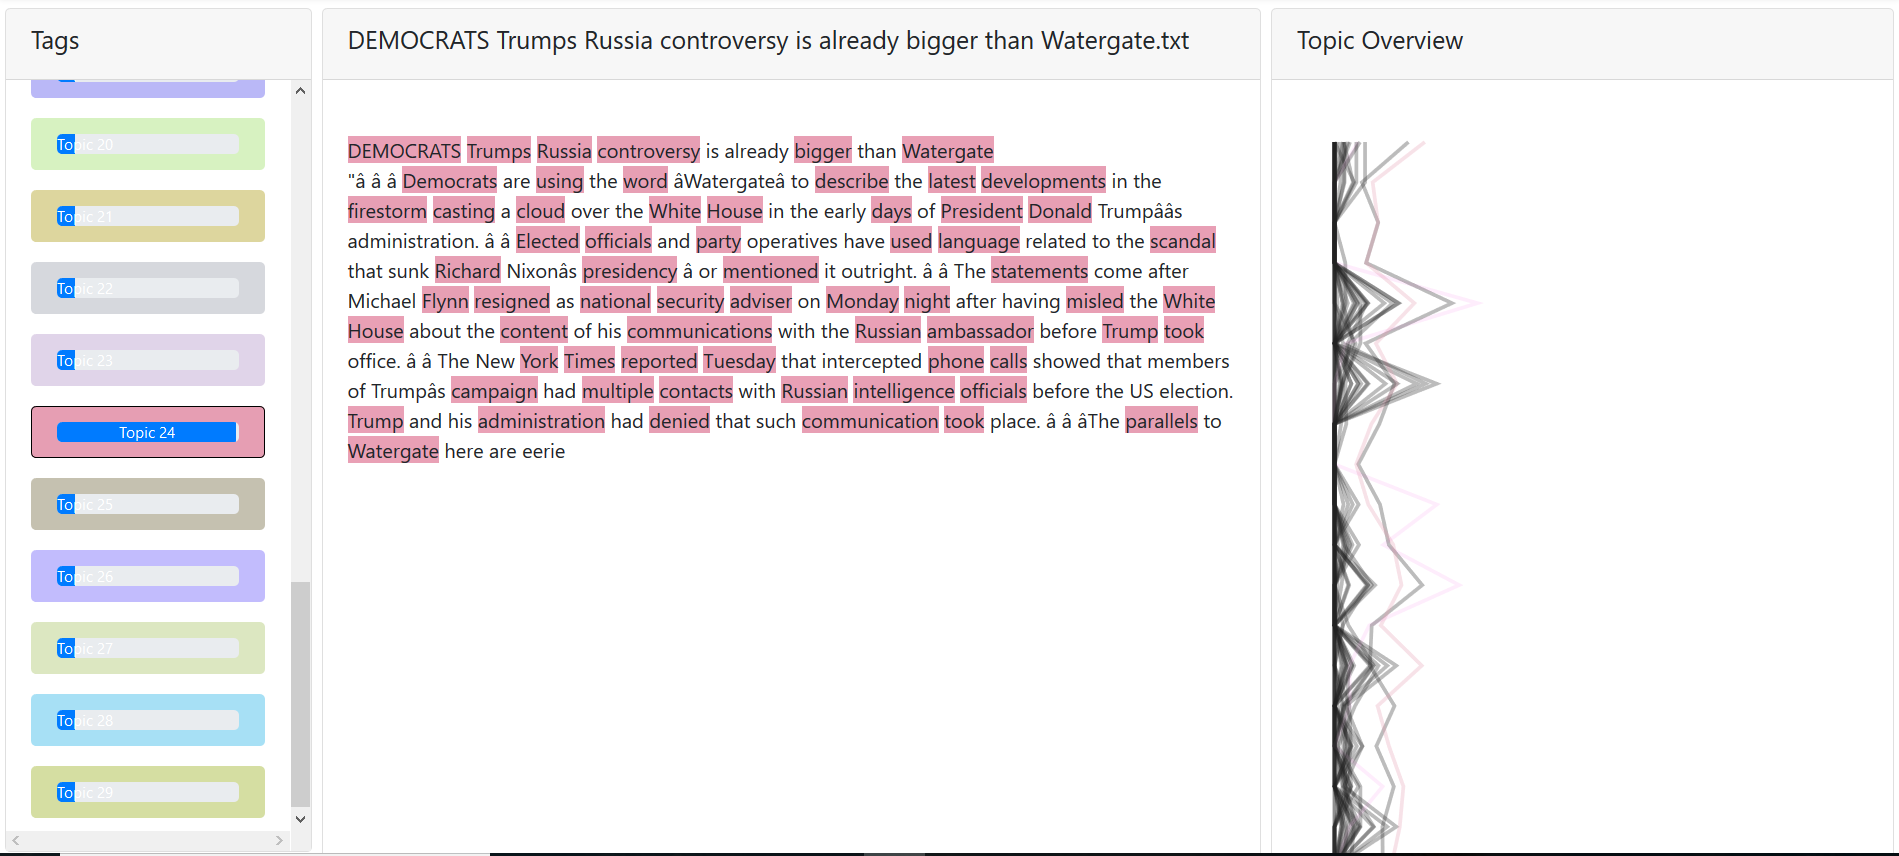 Tags
Topic 20
Topic 21
Topic 22
Topic 23
Topic 24
Topic 25
Topic 26
Topic 27
Topic 28
Topic 29
DEMOCRATS Trumps Russia controversy is already bigger than Watergate.txt
DEMOCRATS Trumps Russia controversy is already bigger than Watergate
"â â â Democrats are using the word âWatergateâ to describe the latest developments in the
firestorm casting a cloud over the White House in the early days of President Donald Trumpââs
administration. â â Elected officials and party operatives have used language related to the scandal
that sunk Richard Nixonâs presidency â or mentioned it outright. â â The statements come after
Michael Flynn resigned as national security adviser on Monday night after having misled the White
House about the content of his communications with the Russian ambassador before Trump took
office. â â The New York Times reported Tuesday that intercepted phone calls showed that members
of Trumpâs campaign had multiple contacts with Russian intelligence officials before the US election.
Trump and his administration had denied that such communication took place. â â âThe parallels to
Watergate here are eerie
Topic Overview